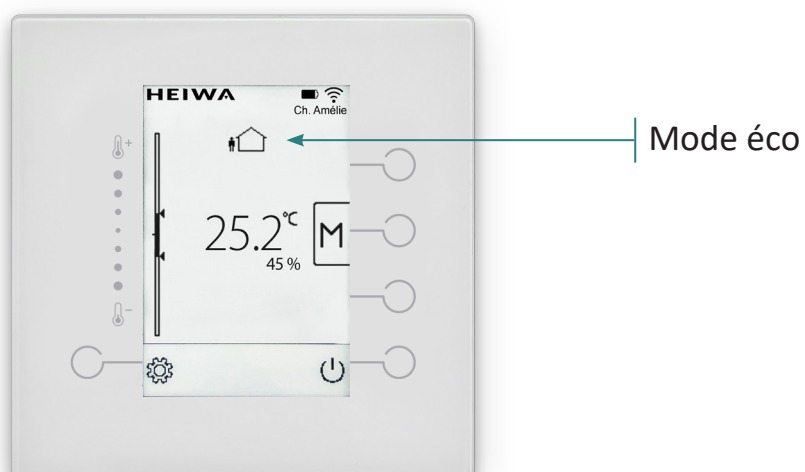 HEIWA
Ch. Amélie
Mode éco
25.2°C
M
45 %